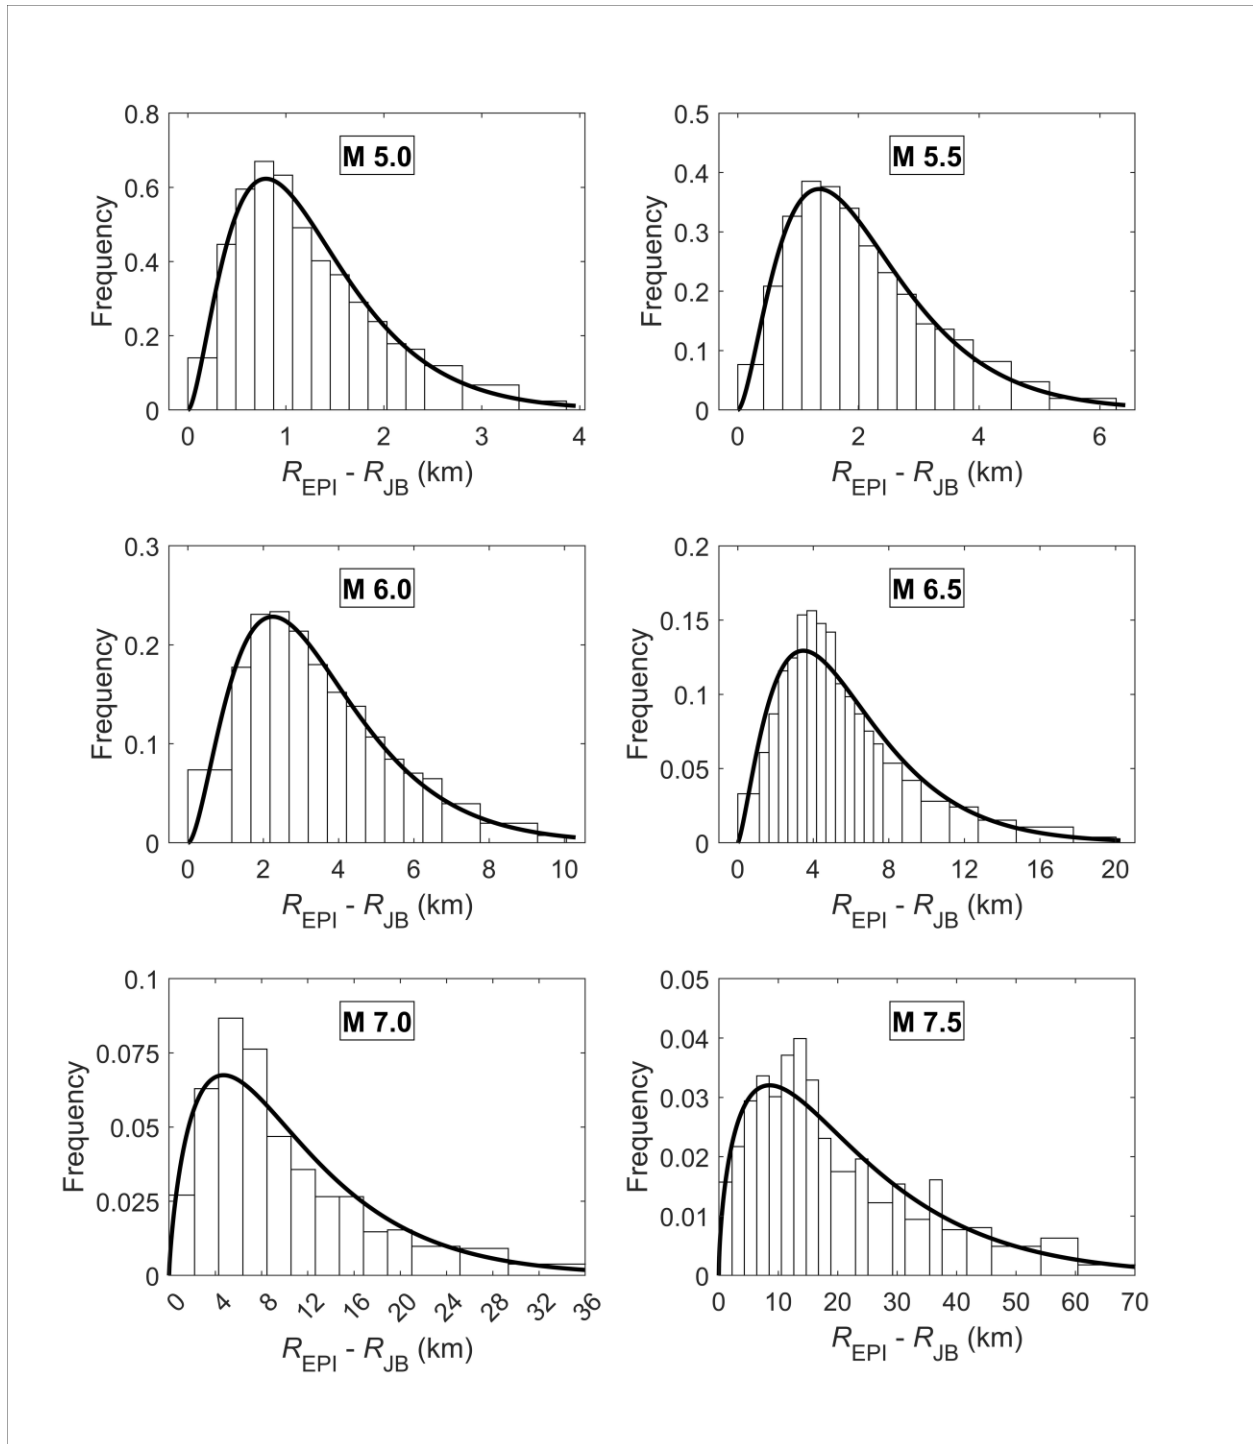 M 5.0
0.8
0.6
0.4
0.2
0
Frequency
0 1 2 3 4
R_EPI - R_JB (km)
M 5.5
0.5
0.4
0.3
0.2
0.1
0
Frequency
0 2 4 6
R_EPI - R_JB (km)
M 6.0
0.3
0.2
0.1
0
Frequency
0 2 4 6 8 10
R_EPI - R_JB (km)
M 6.5
0.2
0.15
0.1
0.05
0
Frequency
0 4 8 12 16 20
R_EPI - R_JB (km)
M 7.0
0.1
0.075
0.05
0.025
0
Frequency
0 4 8 12 16 20 24 28 32 36
R_EPI - R_JB (km)
M 7.5
0.05
0.04
0.03
0.02
0.01
0
Frequency
0 10 20 30 40 50 60 70
R_EPI - R_JB (km)